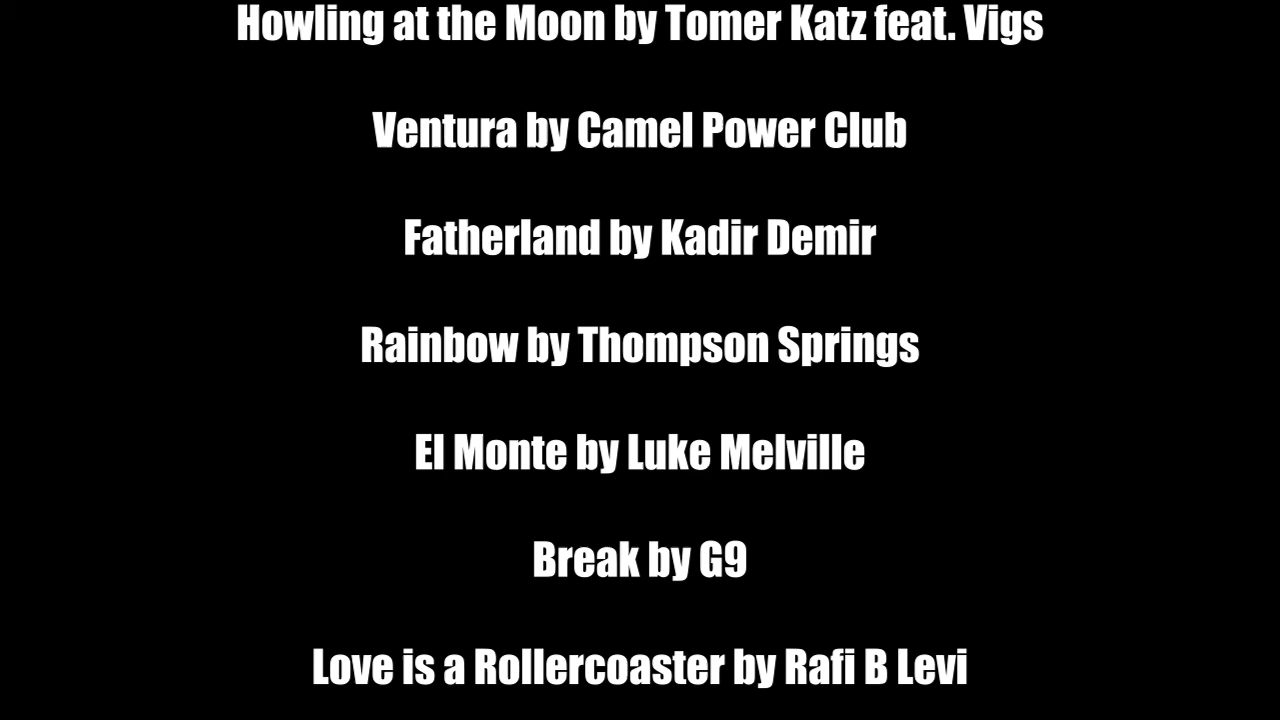 Howling at the Moon by Tomer Katz feat. Vigs
Ventura by Camel Power Club
Fatherland by Kadir Demir
Rainbow by Thompson Springs
El Monte by Luke Melville
Break by G9
Love is a Rollercoaster by Rafi B Levi